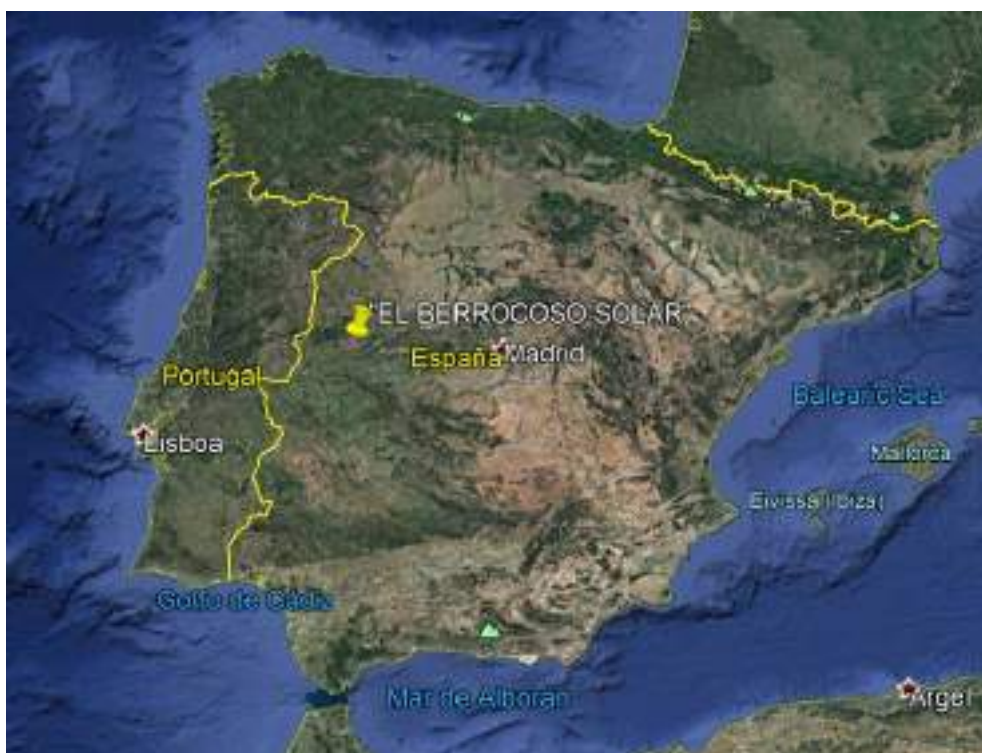 "EL BERROCOSO SOLAR"
España
Madrid
Portugal
Lisboa
Balearic Sea
Mallorca
Eivissa (Ibiza)
Golfo de Cádiz
Mar de Alborán
Argel